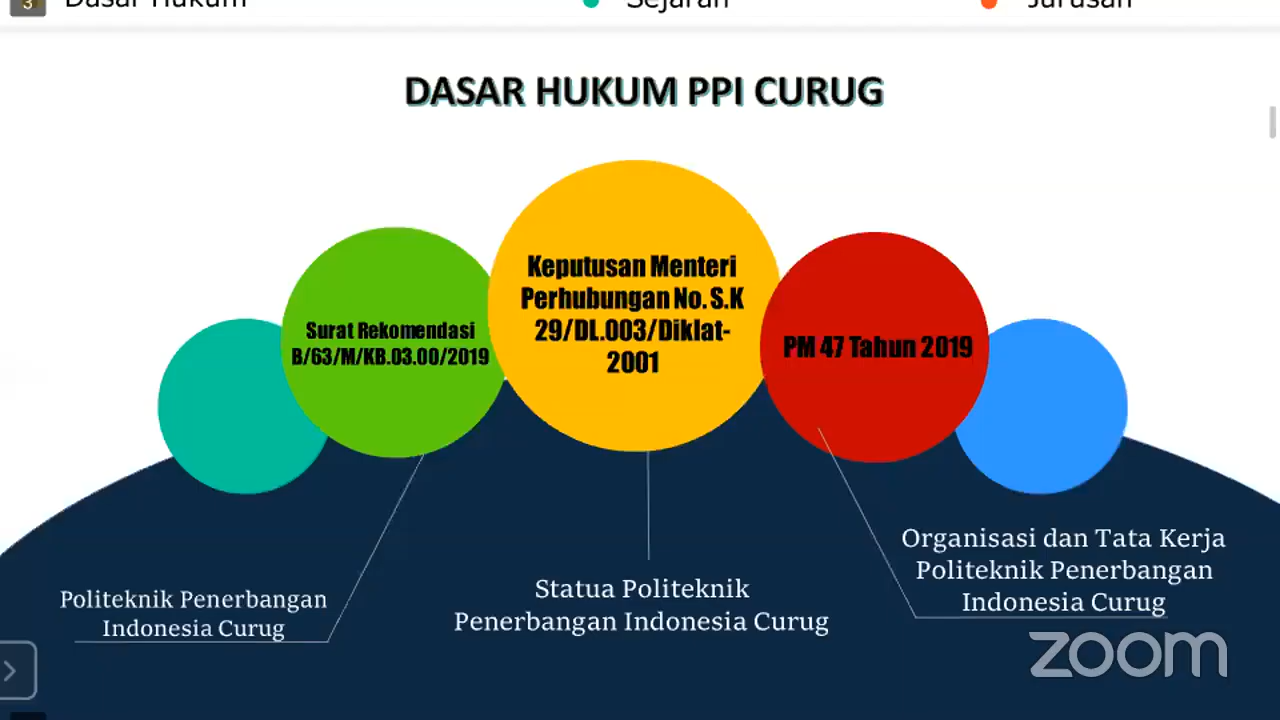 3 Dasar Hukum
Sejarah
Jurusan
DASAR HUKUM PPI CURUG
Surat Rekomendasi
B/63/M/KB.03.00/2019
Keputusan Menteri
Perhubungan No. S.K
29/DL.003/Diklat-
2001
PM 47 Tahun 2019
Politeknik Penerbangan
Indonesia Curug
Statua Politeknik
Penerbangan Indonesia Curug
Organisasi dan Tata Kerja
Politeknik Penerbangan
Indonesia Curug
zoom